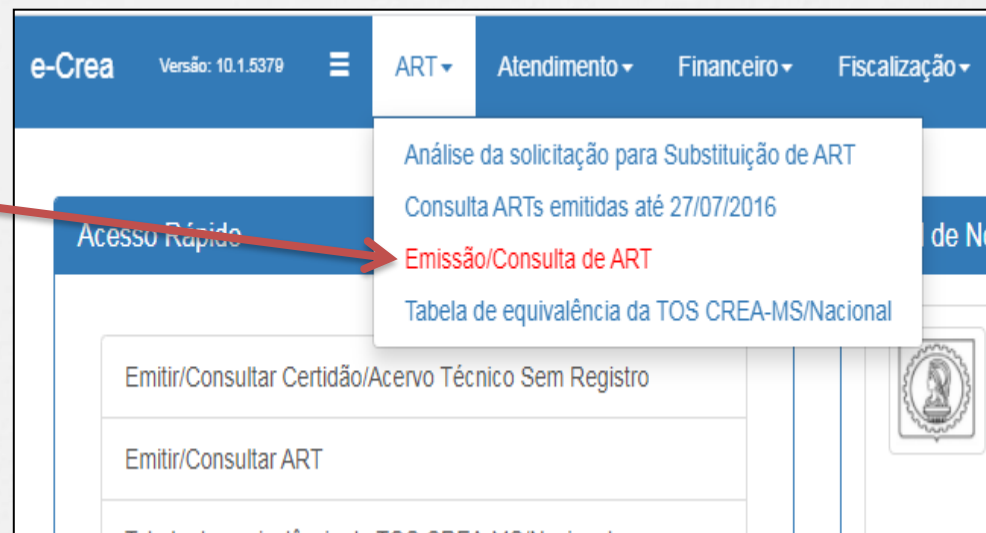 e-Crea Versão: 10.1.5379 ART Atendimento Financeiro Fiscalização
Análise da solicitação para Substituição de ART
Consulta ARTs emitidas até 27/07/2016
Emissão/Consulta de ART
Tabela de equivalência da TOS CREA-MS/Nacional
Acesso Rápido
de No
Emitir/Consultar Certidão/Acervo Técnico Sem Registro
Emitir/Consultar ART